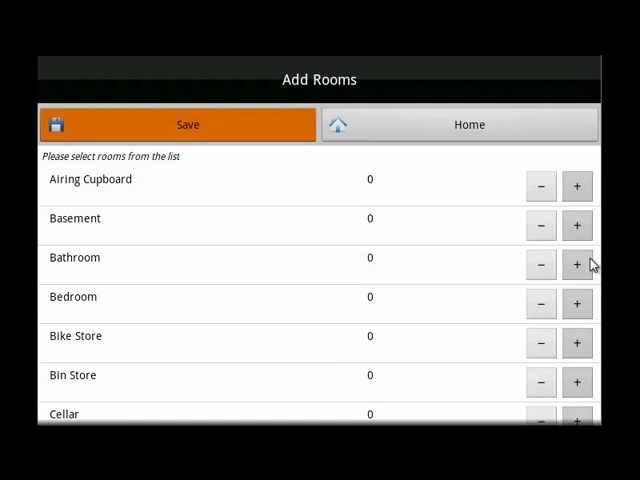 Add Rooms
Save
Home
Please select rooms from the list
Airing Cupboard 0 − +
Basement 0 − +
Bathroom 0 − +
Bedroom 0 − +
Bike Store 0 − +
Bin Store 0 − +
Cellar 0 − +